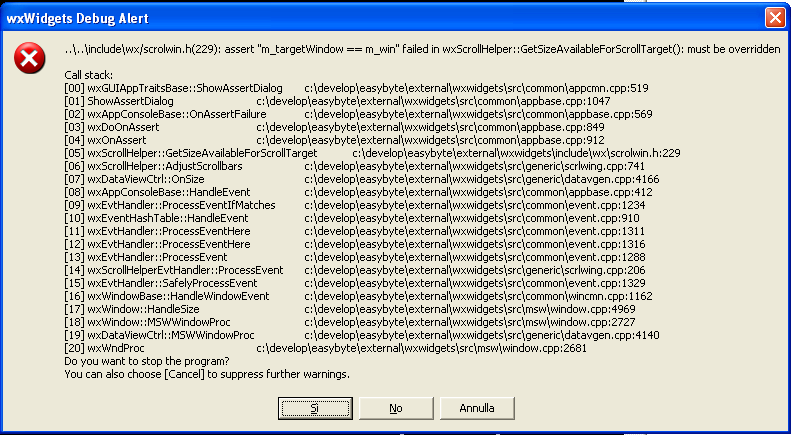 wxWidgets Debug Alert
..\..\include\wx/scrolwin.h(229): assert "m_targetWindow == m_win" failed in wxScrollHelper::GetSizeAvailableForScrollTarget(): must be overridden
Call stack:
[00] wxGUIAppTraitsBase::ShowAssertDialog c:\develop\easybyte\external\wxwidgets\src\common\appcmn.cpp:519
[01] ShowAssertDialog c:\develop\easybyte\external\wxwidgets\src\common\appbase.cpp:1047
[02] wxAppConsoleBase::OnAssertFailure c:\develop\easybyte\external\wxwidgets\src\common\appbase.cpp:569
[03] wxDoOnAssert c:\develop\easybyte\external\wxwidgets\src\common\appbase.cpp:849
[04] wxOnAssert c:\develop\easybyte\external\wxwidgets\src\common\appbase.cpp:912
[05] wxScrollHelper::GetSizeAvailableForScrollTarget c:\develop\easybyte\external\wxwidgets\include\wx\scrolwin.h:229
[06] wxScrollHelper::AdjustScrollbars c:\develop\easybyte\external\wxwidgets\src\generic\scrlwing.cpp:741
[07] wxDataViewCtrl::OnSize c:\develop\easybyte\external\wxwidgets\src\generic\datavgen.cpp:4166
[08] wxAppConsoleBase::HandleEvent c:\develop\easybyte\external\wxwidgets\src\common\appbase.cpp:412
[09] wxEvtHandler::ProcessEventIfMatches c:\develop\easybyte\external\wxwidgets\src\common\event.cpp:1234
[10] wxEventHashTable::HandleEvent c:\develop\easybyte\external\wxwidgets\src\common\event.cpp:910
[11] wxEvtHandler::ProcessEventHere c:\develop\easybyte\external\wxwidgets\src\common\event.cpp:1311
[12] wxEvtHandler::ProcessEventHere c:\develop\easybyte\external\wxwidgets\src\common\event.cpp:1316
[13] wxEvtHandler::ProcessEvent c:\develop\easybyte\external\wxwidgets\src\common\event.cpp:1288
[14] wxScrollHelperEvtHandler::ProcessEvent c:\develop\easybyte\external\wxwidgets\src\generic\scrlwing.cpp:206
[15] wxEvtHandler::SafelyProcessEvent c:\develop\easybyte\external\wxwidgets\src\common\event.cpp:1329
[16] wxWindowBase::HandleWindowEvent c:\develop\easybyte\external\wxwidgets\src\common\wincmn.cpp:1162
[17] wxWindow::HandleSize c:\develop\easybyte\external\wxwidgets\src\msw\window.cpp:4969
[18] wxWindow::MSWWindowProc c:\develop\easybyte\external\wxwidgets\src\msw\window.cpp:2727
[19] wxDataViewCtrl::MSWWindowProc c:\develop\easybyte\external\wxwidgets\src\generic\datavgen.cpp:4140
[20] wxWndProc c:\develop\easybyte\external\wxwidgets\src\msw\window.cpp:2681
Do you want to stop the program?
You can also choose [Cancel] to suppress further warnings.
Sì No Annulla